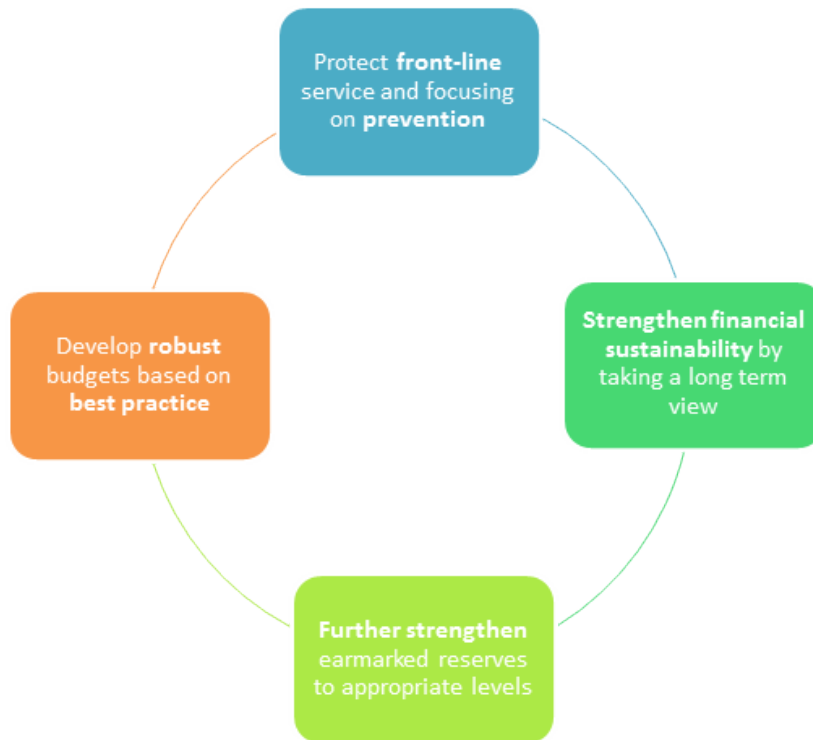 Protect front-line
service and focusing
on prevention
Strengthen financial
sustainability by
taking a long term
view
Further strengthen
earmarked reserves
to appropriate levels
Develop robust
budgets based on
best practice